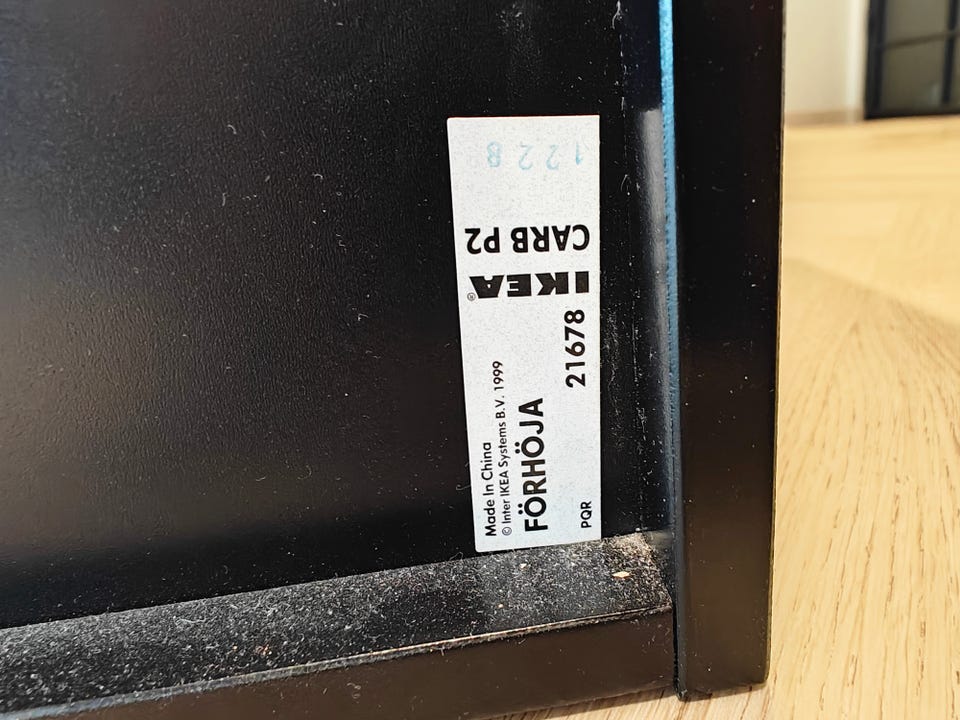 Made In China
© Inter IKEA Systems B.V. 1999
FÖRHÖJA
21678
PQR
IKEA®
CARB P2
1228